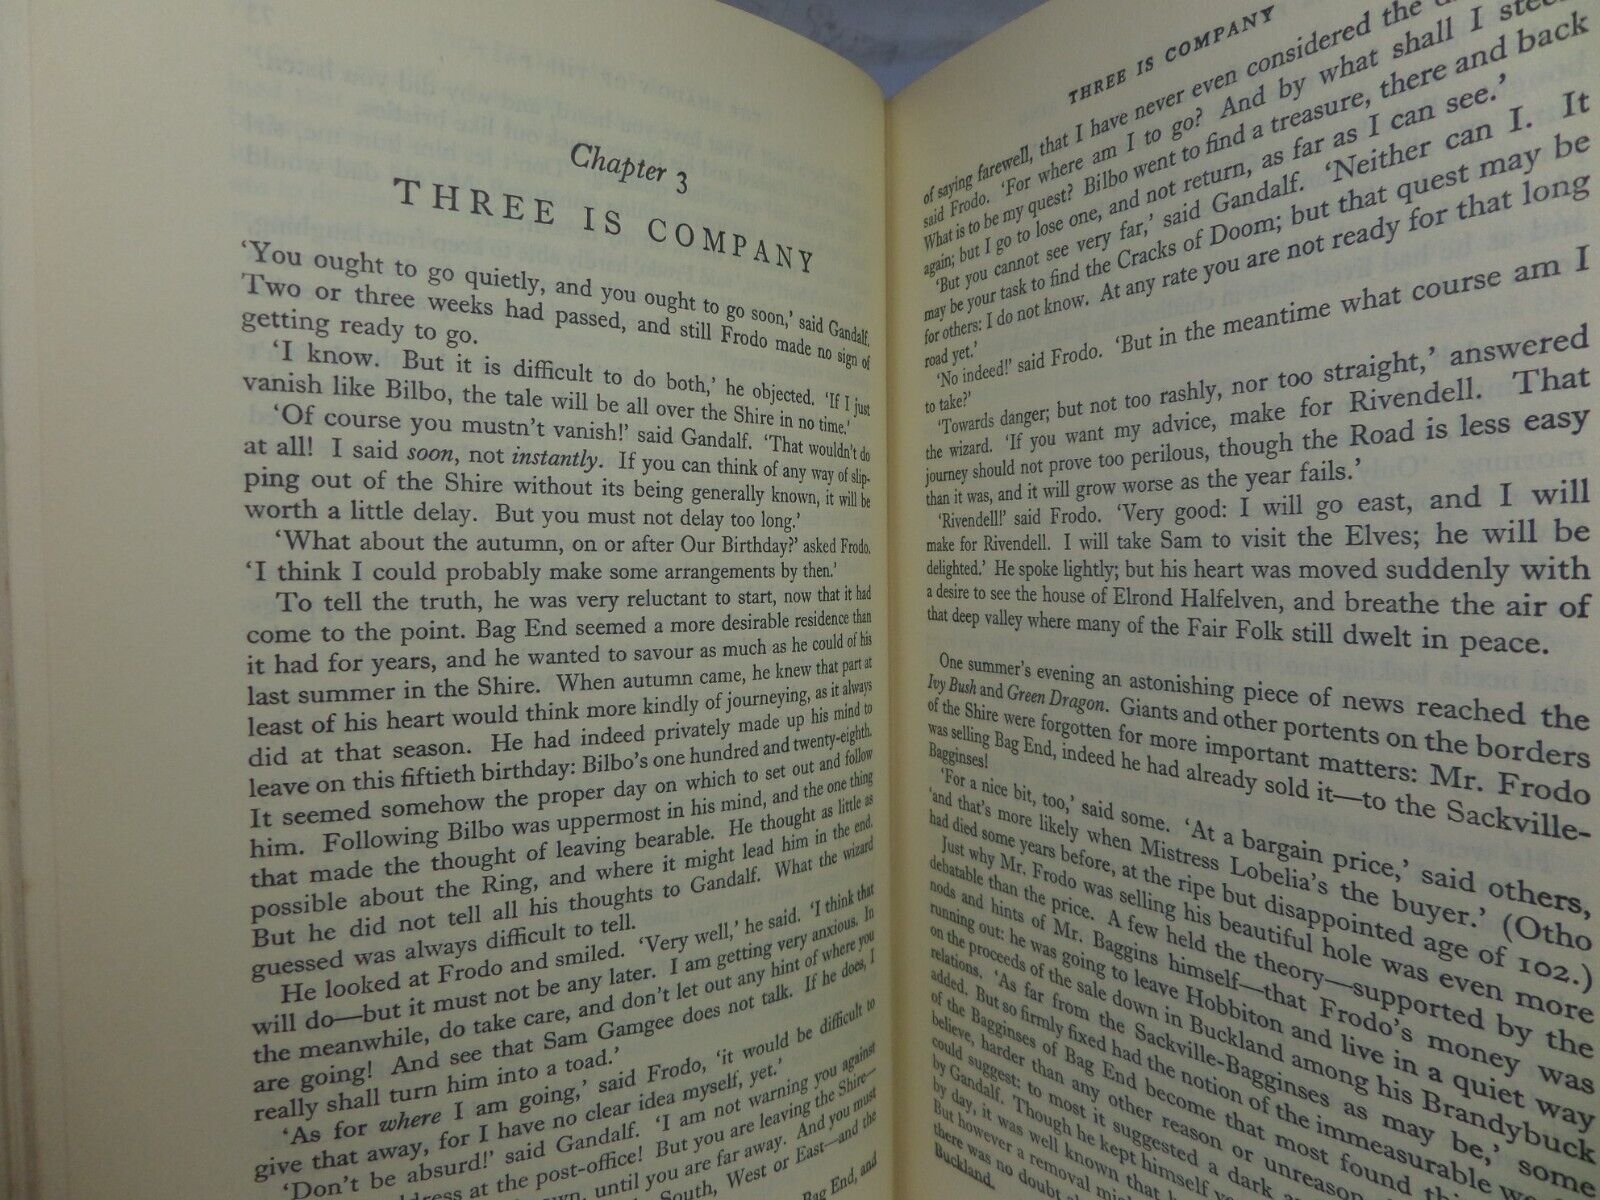 Chapter 3
THREE IS COMPANY
‘You ought to go quietly, and you ought to go soon,’ said Gandalf.
Two or three weeks had passed, and still Frodo made no sign of
getting ready to go.
‘I know. But it is difficult to do both,’ he objected. ‘If I just
vanish like Bilbo, the tale will be all over the Shire in no time.’
‘Of course you mustn’t vanish!’ said Gandalf. ‘That wouldn’t do
at all! I said soon, not instantly. If you can think of any way of slip-
ping out of the Shire without its being generally known, it will be
worth a little delay. But you must not delay too long.’
‘What about the autumn, on or after Our Birthday?’ asked Frodo.
‘I think I could probably make some arrangements by then.’
To tell the truth, he was very reluctant to start, now that it had
come to the point. Bag End seemed a more desirable residence than
it had for years, and he wanted to savour as much as he could of his
last summer in the Shire. When autumn came, he knew that part at
least of his heart would think more kindly of journeying, as it always
did at that season. He had indeed privately made up his mind to
leave on this fiftieth birthday: Bilbo’s one hundred and twenty-eighth.
It seemed somehow the proper day on which to set out and follow
him. Following Bilbo was uppermost in his mind, and the one thing
that made the thought of leaving bearable. He thought as little as
possible about the Ring, and where it might lead him in the end.
But he did not tell all his thoughts to Gandalf. What the wizard
guessed was always difficult to tell.
He looked at Frodo and smiled. ‘Very well,’ he said. ‘I think that
will do—but it must not be any later. I am getting very anxious. In
the meanwhile, do take care, and don’t let out any hint of where you
are going! And see that Sam Gamgee does not talk. If he does, I
really shall turn him into a toad.’
‘As for where I am going,’ said Frodo, ‘it would be difficult to
give that away, for I have no clear idea myself, yet.’
‘Don’t be absurd!’ said Gandalf. ‘I am not warning you against
address at the post-office! But you are leaving the Shire—
until you are far away. And you must
South, West or East—and the
Bag End, and
THREE IS COMPANY
of saying farewell, that I have never even considered the
said Frodo. ‘For where am I to go? And by what shall I steer?
What is to be my quest? Bilbo went to find a treasure, there and back
again; but I go to lose one, and not return, as far as I can see.’
‘But you cannot see very far,’ said Gandalf. ‘Neither can I. It
may be your task to find the Cracks of Doom; but that quest may be
for others: I do not know. At any rate you are not ready for that long
road yet.’
‘No indeed!’ said Frodo. ‘But in the meantime what course am I
to take?’
‘Towards danger; but not too rashly, nor too straight,’ answered
the wizard. ‘If you want my advice, make for Rivendell. That
journey should not prove too perilous, though the Road is less easy
than it was, and it will grow worse as the year fails.’
‘Rivendell!’ said Frodo. ‘Very good: I will go east, and I will
make for Rivendell. I will take Sam to visit the Elves; he will be
delighted.’ He spoke lightly; but his heart was moved suddenly with
a desire to see the house of Elrond Halfelven, and breathe the air of
that deep valley where many of the Fair Folk still dwelt in peace.
One summer’s evening an astonishing piece of news reached the
Ivy Bush and Green Dragon. Giants and other portents on the borders
of the Shire were forgotten for more important matters: Mr. Frodo
was selling Bag End, indeed he had already sold it—to the Sackville-
Bagginses!
‘For a nice bit, too,’ said some. ‘At a bargain price,’ said others,
‘and that’s more likely when Mistress Lobelia’s the buyer.’ (Otho
had died some years before, at the ripe but disappointed age of 102.)
Just why Mr. Frodo was selling his beautiful hole was even more
debatable than the price. A few held the theory—supported by the
nods and hints of Mr. Baggins himself—that Frodo’s money was
running out: he was going to leave Hobbiton and live in a quiet way
on the proceeds of the sale down in Buckland among his Brandybuck
relations. ‘As far from the Sackville-Bagginses as may be,’ some
added. But so firmly fixed had the notion of the immeasurable
of the Bagginses of Bag End become that most found
believe, harder than any other reason or unreason
could suggest: to most it suggested a dark
by Gandalf. Though he kept himself
by day, it was well known that
But however a removal
there was no doubt
Buckland.